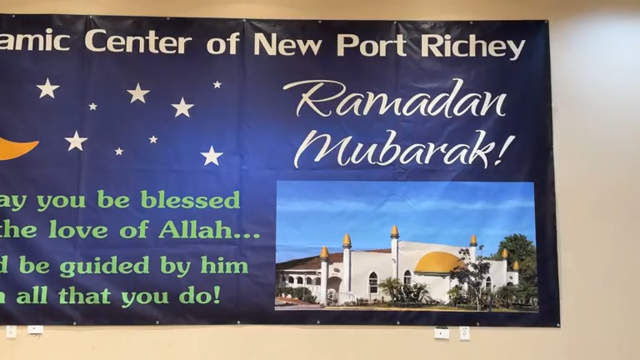 amic Center of New Port Richey
Ramadan
Mubarak!
ay you be blessed
the love of Allah...
d be guided by him
all that you do!